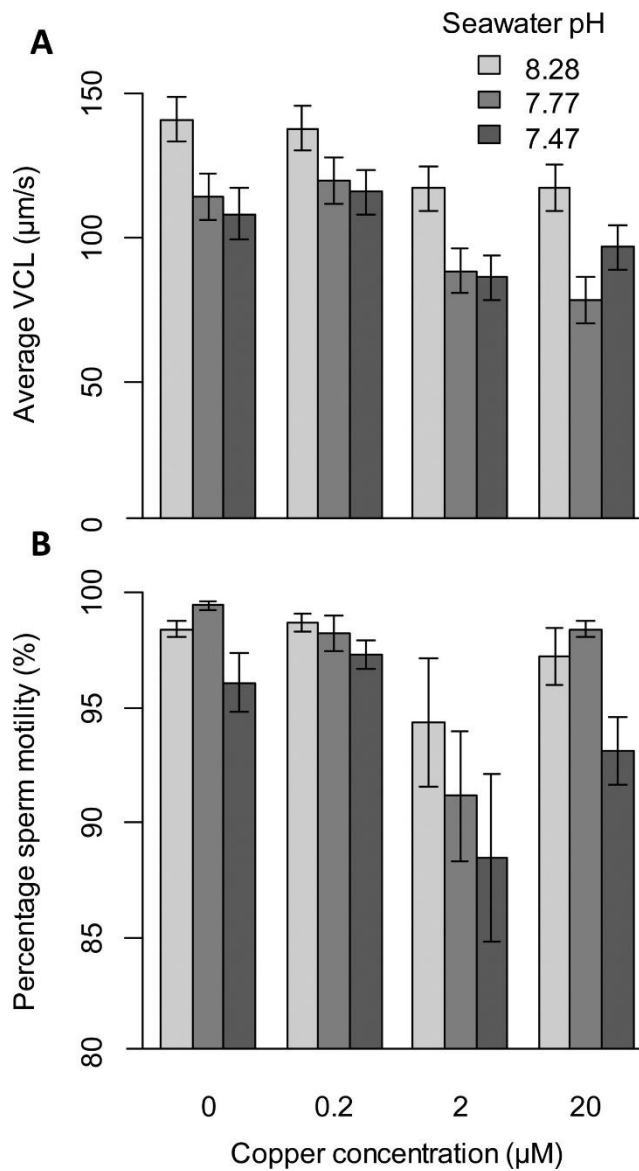 A
Seawater pH
8.28
7.77
7.47
Average VCL (μm/s)
150
100
50
0
B
Percentage sperm motility (%)
100
95
90
85
80
0 0.2 2 20
Copper concentration (μM)